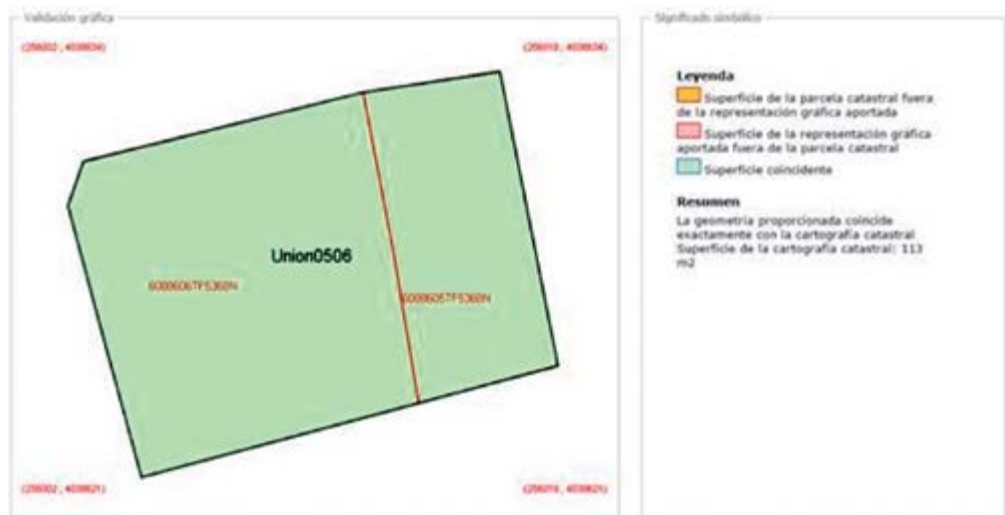 Validación gráfica
Significado simbólico
Leyenda
Superficie de la parcela catastral fuera
de la representación gráfica aportada
Superficie de la representación gráfica
aportada fuera de la parcela catastral
Superficie coincidente
Resumen
La geometría proporcionada coincide
exactamente con la cartografía catastral
Superficie de la cartografía catastral: 113
m2
Union0506